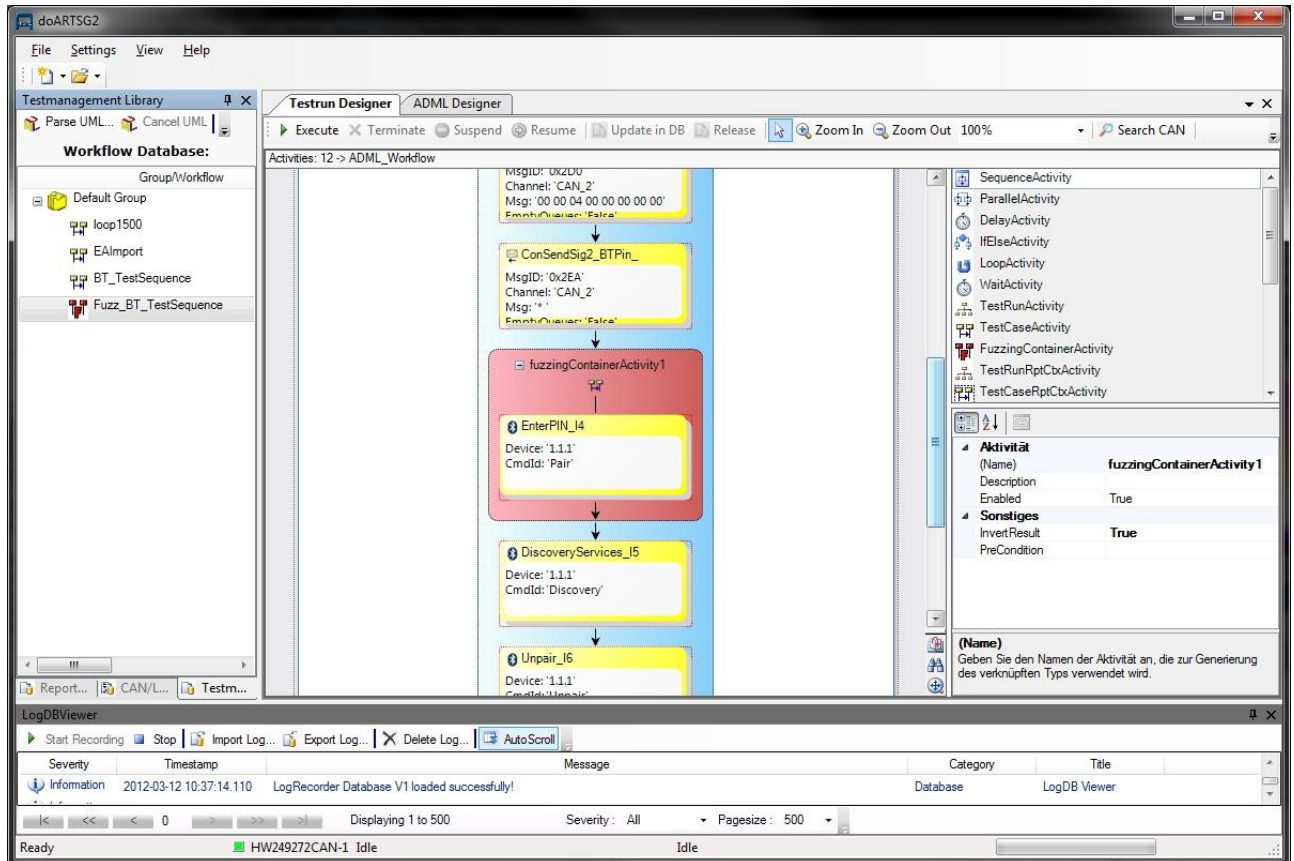 doARTSG2
File Settings View Help
Testmanagement Library
Parse UML... Cancel UML
Workflow Database:
Group/Workflow
Default Group
loop1500
EAImport
BT_TestSequence
Fuzz_BT_TestSequence
Report... CAN/L... Testm...
Testrun Designer ADML Designer
Execute Terminate Suspend Resume Update in DB Release Zoom In Zoom Out 100% Search CAN
Activities: 12 -> ADML_Workflow
MsgID: '0x2D0'
Channel: 'CAN_2'
Msg: '00 00 04 00 00 00 00 00'
EmptyQueues: 'False'
ConSendSig2_BTPin_
MsgID: '0x2EA'
Channel: 'CAN_2'
Msg: '* '
EmptyQueues: 'False'
fuzzingContainerActivity1
EnterPIN_I4
Device: '1.1.1'
CmdId: 'Pair'
DiscoveryServices_I5
Device: '1.1.1'
CmdId: 'Discovery'
Unpair_I6
Device: '1.1.1'
CmdId: 'Unpair'
SequenceActivity
ParallelActivity
DelayActivity
IfElseActivity
LoopActivity
WaitActivity
TestRunActivity
TestCaseActivity
FuzzingContainerActivity
TestRunRptCtxActivity
TestCaseRptCtxActivity
Aktivität
(Name) fuzzingContainerActivity1
Description
Enabled True
Sonstiges
InvertResult True
PreCondition
(Name)
Geben Sie den Namen der Aktivität an, die zur Generierung
des verknüpften Typs verwendet wird.
LogDBViewer
Start Recording Stop Import Log... Export Log... Delete Log... AutoScroll
Severity Timestamp Message Category Title
Information 2012-03-12 10:37:14.110 LogRecorder Database V1 loaded successfully! Database LogDB Viewer
|< << < 0 > >> >| Displaying 1 to 500 Severity: All Pagesize: 500
Ready HW249272CAN-1 Idle Idle